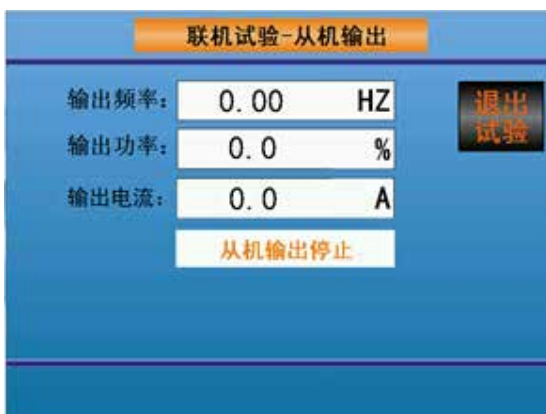 联机试验-从机输出
输出频率: 0.00 HZ
退出
试验
输出功率: 0.0 %
输出电流: 0.0 A
从机输出停止